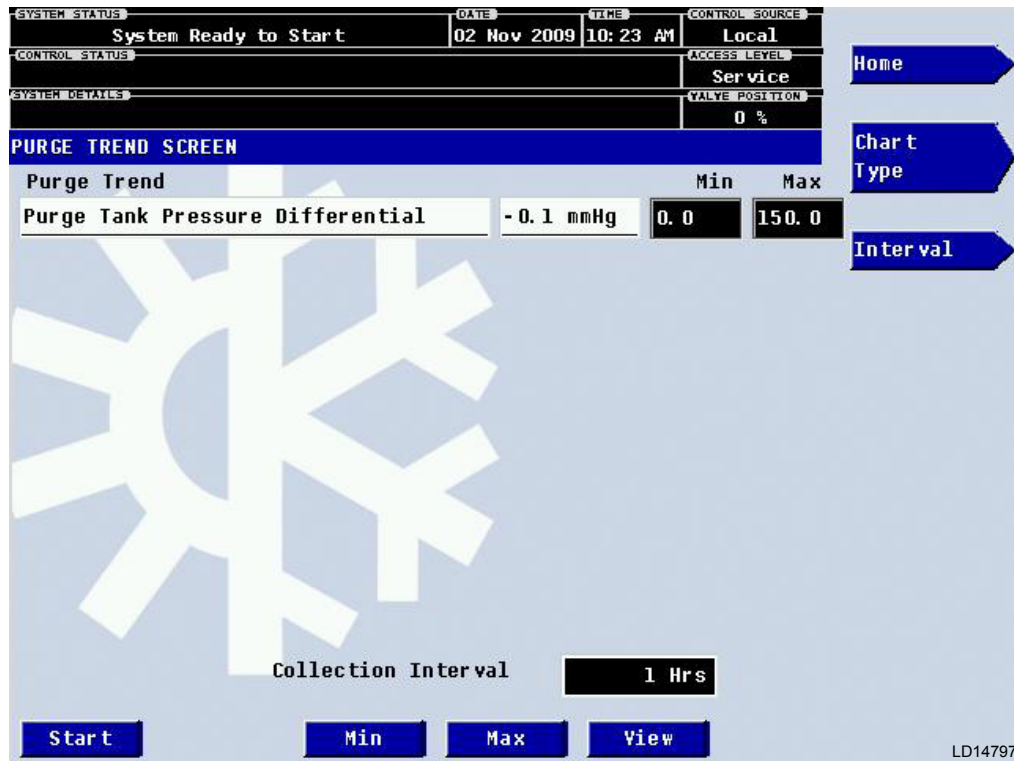 SYSTEM STATUS DATE TIME CONTROL SOURCE
System Ready to Start 02 Nov 2009 10:23 AM Local
CONTROL STATUS ACCESS LEVEL
Service
SYSTEM DETAILS VALVE POSITION
0 %
PURGE TREND SCREEN
Purge Trend Min Max
Purge Tank Pressure Differential -0.1 mmHg 0.0 150.0
Home
Chart
Type
Interval
Collection Interval 1 Hrs
Start Min Max View
LD14797